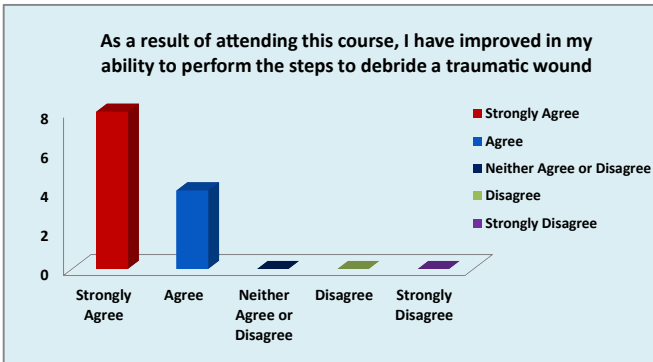 As a result of attending this course, I have improved in my
ability to perform the steps to debride a traumatic wound
8
6
4
2
0
Strongly Agree
Agree
Neither Agree or Disagree
Disagree
Strongly Disagree
Strongly
Agree
Agree
Neither
Agree or
Disagree
Disagree
Strongly
Disagree